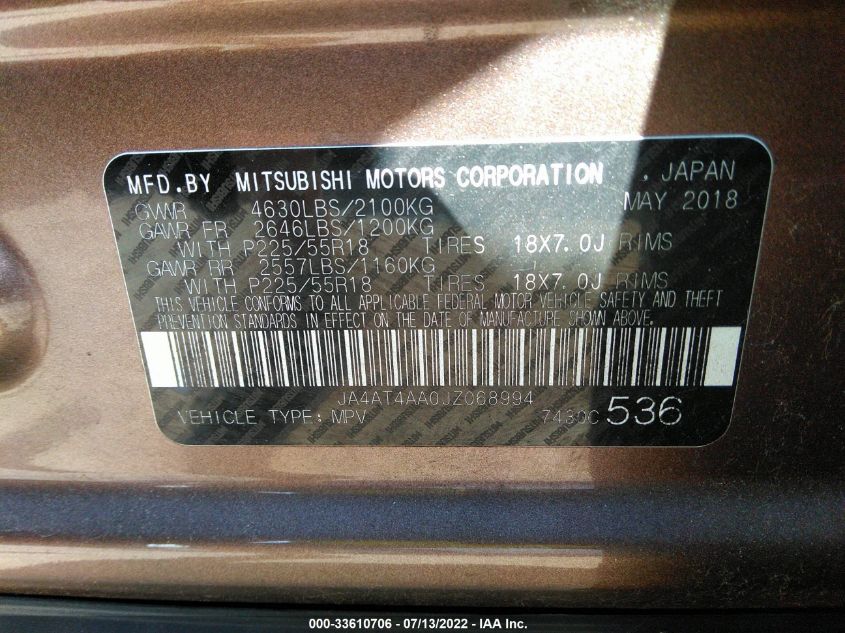 MFD.BY MITSUBISHI MOTORS CORPORATION , JAPAN
GVWR 4630LBS/2100KG MAY 2018
GAWR FR 2646LBS/1200KG
WITH P225/55R18 TIRES 18X7.0J RIMS
GAWR RR 2557LBS/1160KG
WITH P225/55R18 TIRES 18X7.0J RIMS
THIS VEHICLE CONFORMS TO ALL APPLICABLE FEDERAL MOTOR VEHICLE SAFETY AND THEFT
PREVENTION STANDARDS IN EFFECT ON THE DATE OF MANUFACTURE SHOWN ABOVE.
JA4AT4AA0JZ068994
VEHICLE TYPE: MPV 7430C 536
000-33610706 - 07/13/2022 - IAA Inc.